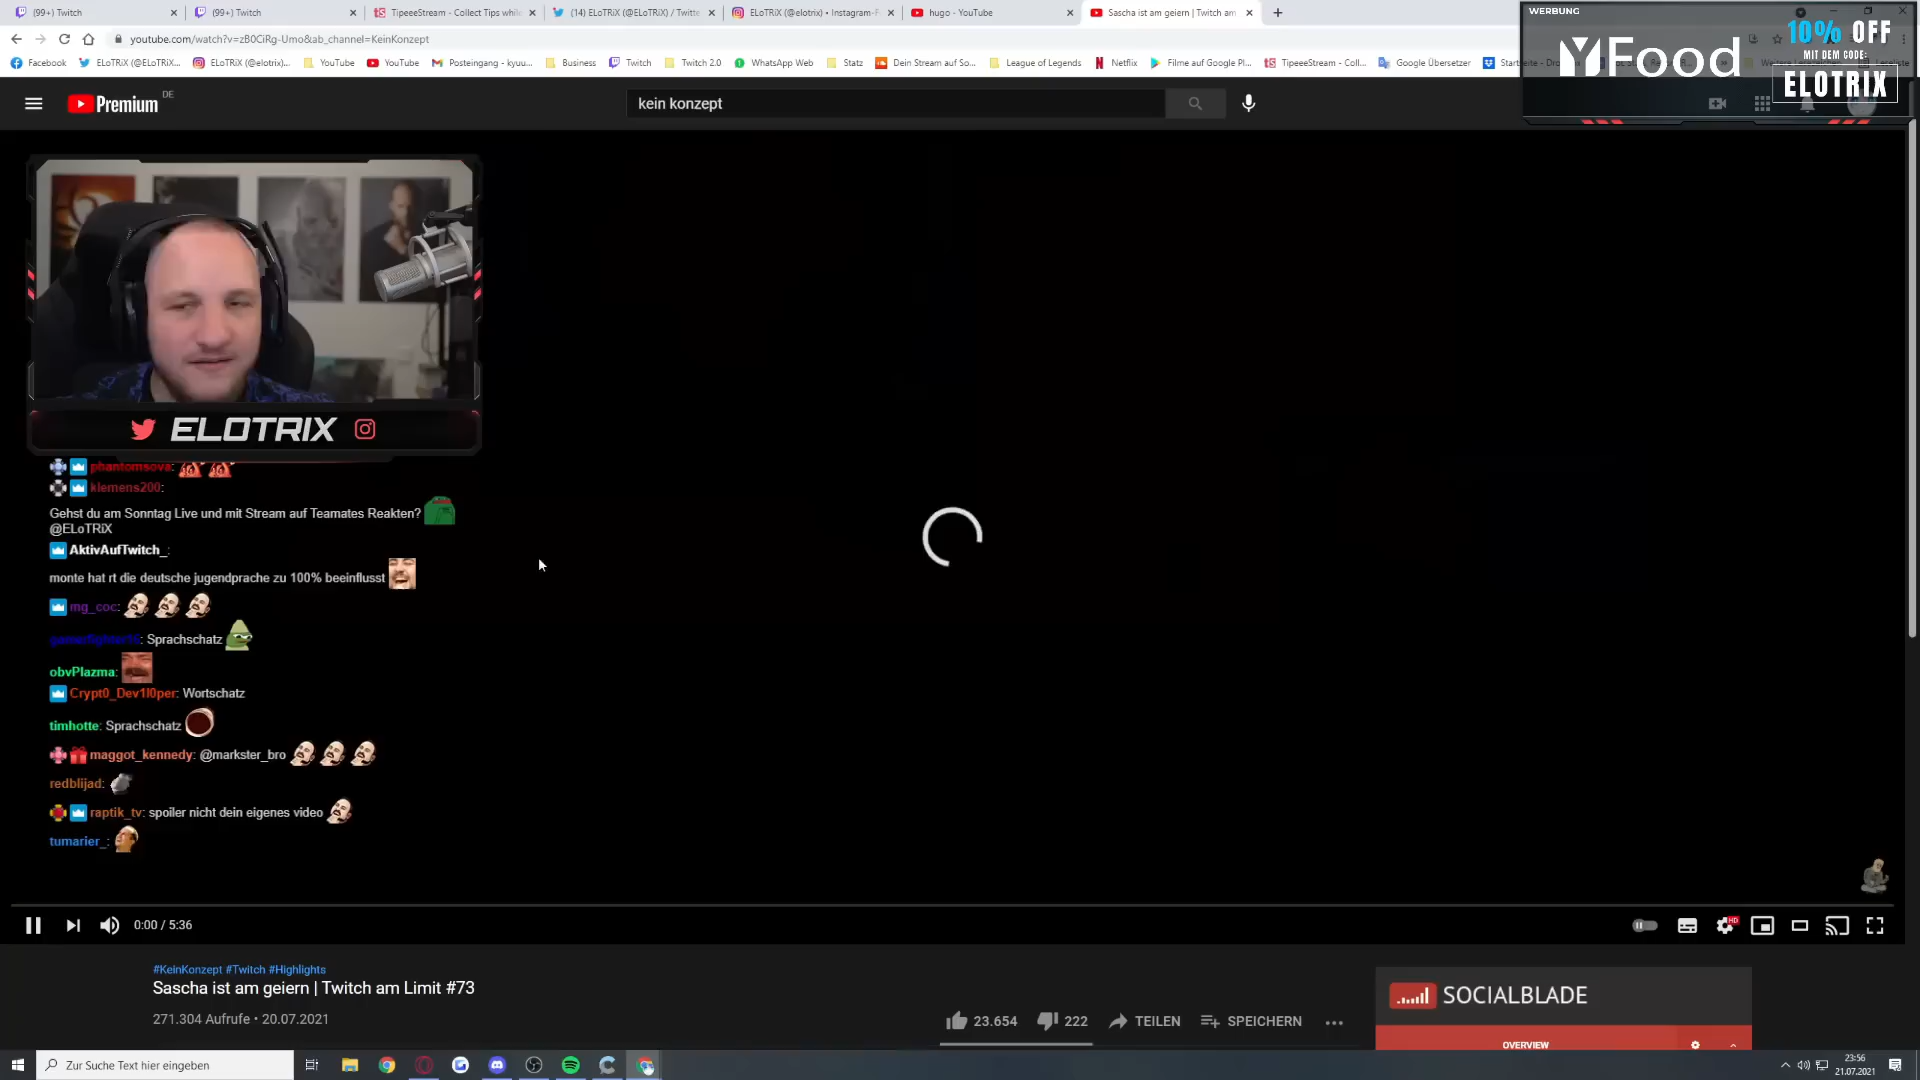 (99+) Twitch
(99+) Twitch
TipeeeStream - Collect Tips while
(14) ELoTRiX (@ELoTRiX) / Twitte
ELoTRiX (@elotrix) • Instagram-F
hugo - YouTube
Sascha ist am geiern | Twitch am
youtube.com/watch?v=zB0CiRg-Umo&ab_channel=KeinKonzept
Facebook
ELoTRiX (@ELoTRiX...
ELoTRiX (@elotrix)...
YouTube
YouTube
Posteingang - kyuu...
Business
Twitch
Twitch 2.0
WhatsApp Web
Statz
Dein Stream auf So...
League of Legends
Netflix
Filme auf Google Pl...
TipeeeStream - Coll...
Google Übersetzer
WERBUNG
YFood
10% OFF
MIT DEM CODE:
ELOTRIX
Premium DE
kein konzept
ELOTRIX
phantomsova:
klemens200:
Gehst du am Sonntag Live und mit Stream auf Teamates Reakten?
@ELoTRiX
AktivAufTwitch_:
monte hat rt die deutsche jugendprache zu 100% beeinflusst
mg_coc:
Sprachschatz
obvPlazma:
Crypt0_Dev1l0per: Wortschatz
timhotte: Sprachschatz
maggot_kennedy: @markster_bro
redblijad:
raptik_tv: spoiler nicht dein eigenes video
tumarier_:
0:00 / 5:36
HD
#KeinKonzept #Twitch #Highlights
Sascha ist am geiern | Twitch am Limit #73
271.304 Aufrufe • 20.07.2021
23.654
222
TEILEN
SPEICHERN
SOCIALBLADE
OVERVIEW
Zur Suche Text hier eingeben
23:56
21.07.2021